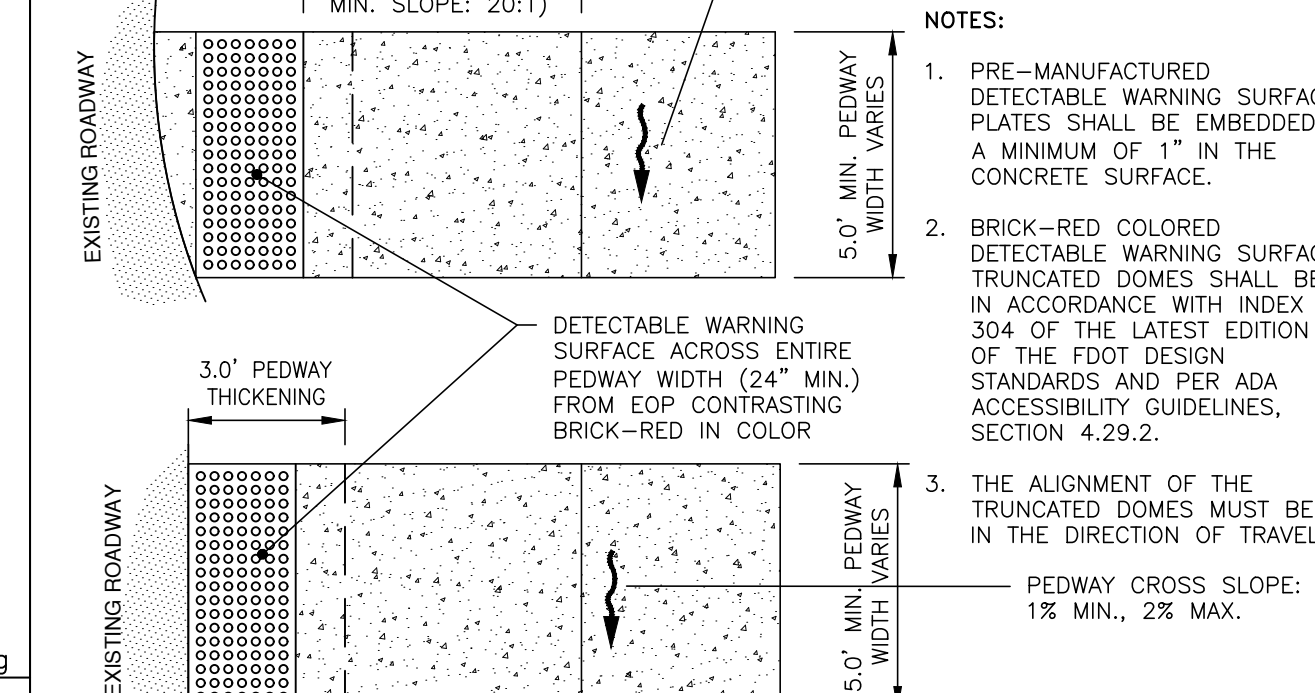 MIN. SLOPE: 20:1)
EXISTING ROADWAY
5.0' MIN. PEDWAY
WIDTH VARIES
DETECTABLE WARNING
SURFACE ACROSS ENTIRE
PEDWAY WIDTH (24" MIN.)
FROM EOP CONTRASTING
BRICK-RED IN COLOR
3.0' PEDWAY
THICKENING
EXISTING ROADWAY
5.0' MIN. PEDWAY
WIDTH VARIES
NOTES:
1. PRE-MANUFACTURED
DETECTABLE WARNING SURFAC
PLATES SHALL BE EMBEDDED
A MINIMUM OF 1" IN THE
CONCRETE SURFACE.
2. BRICK-RED COLORED
DETECTABLE WARNING SURFAC
TRUNCATED DOMES SHALL BE
IN ACCORDANCE WITH INDEX
304 OF THE LATEST EDITION
OF THE FDOT DESIGN
STANDARDS AND PER ADA
ACCESSIBILITY GUIDELINES,
SECTION 4.29.2.
3. THE ALIGNMENT OF THE
TRUNCATED DOMES MUST BE
IN THE DIRECTION OF TRAVEL
PEDWAY CROSS SLOPE:
1% MIN., 2% MAX.
g